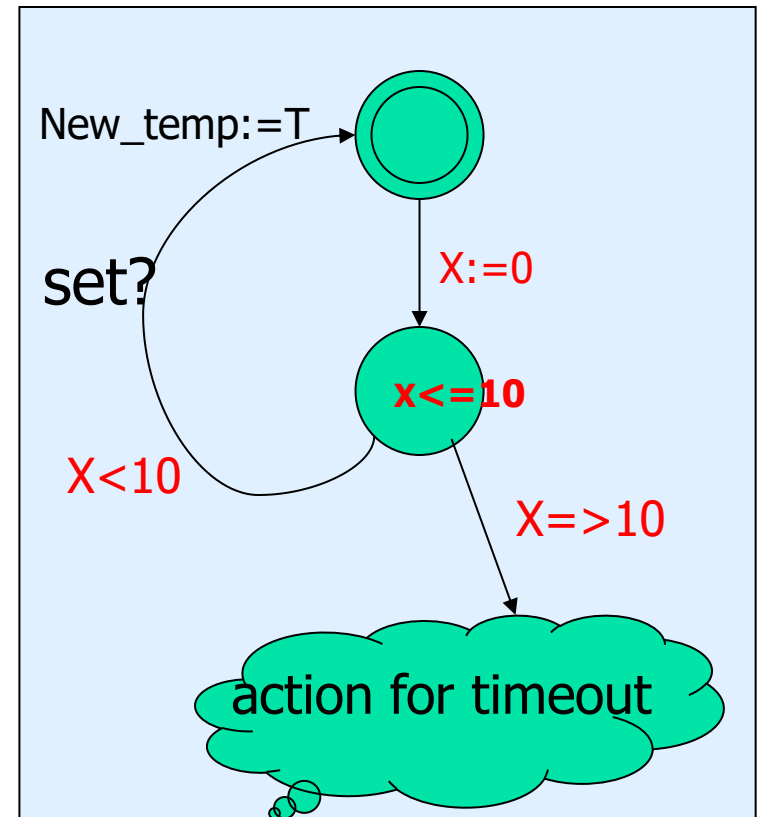 New_temp:=T
set?
X:=0
x<=10
X<10
X=>10
action for timeout